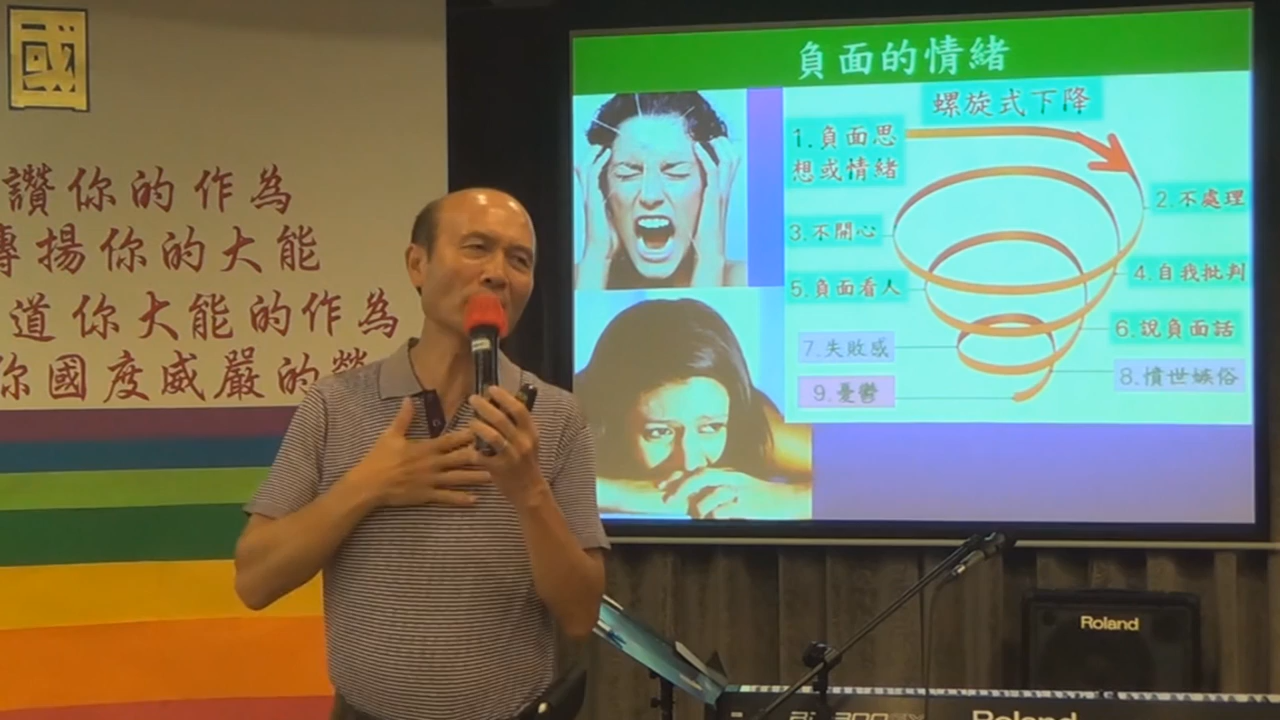 國
讚你的作為
傳揚你的大能
道你大能的作為
你國度威嚴的榮
負面的情緒
螺旋式下降
1.負面思
想或情緒
2.不處理
3.不開心
4.自我批判
5.負面看人
6.說負面話
7.失敗感
8.憤世嫉俗
9.憂鬱
Roland
Roland